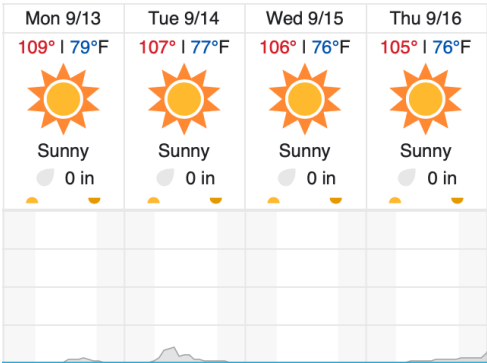 Mon 9/13 Tue 9/14 Wed 9/15 Thu 9/16
109° | 79°F 107° | 77°F 106° | 76°F 105° | 76°F
Sunny Sunny Sunny Sunny
0 in 0 in 0 in 0 in